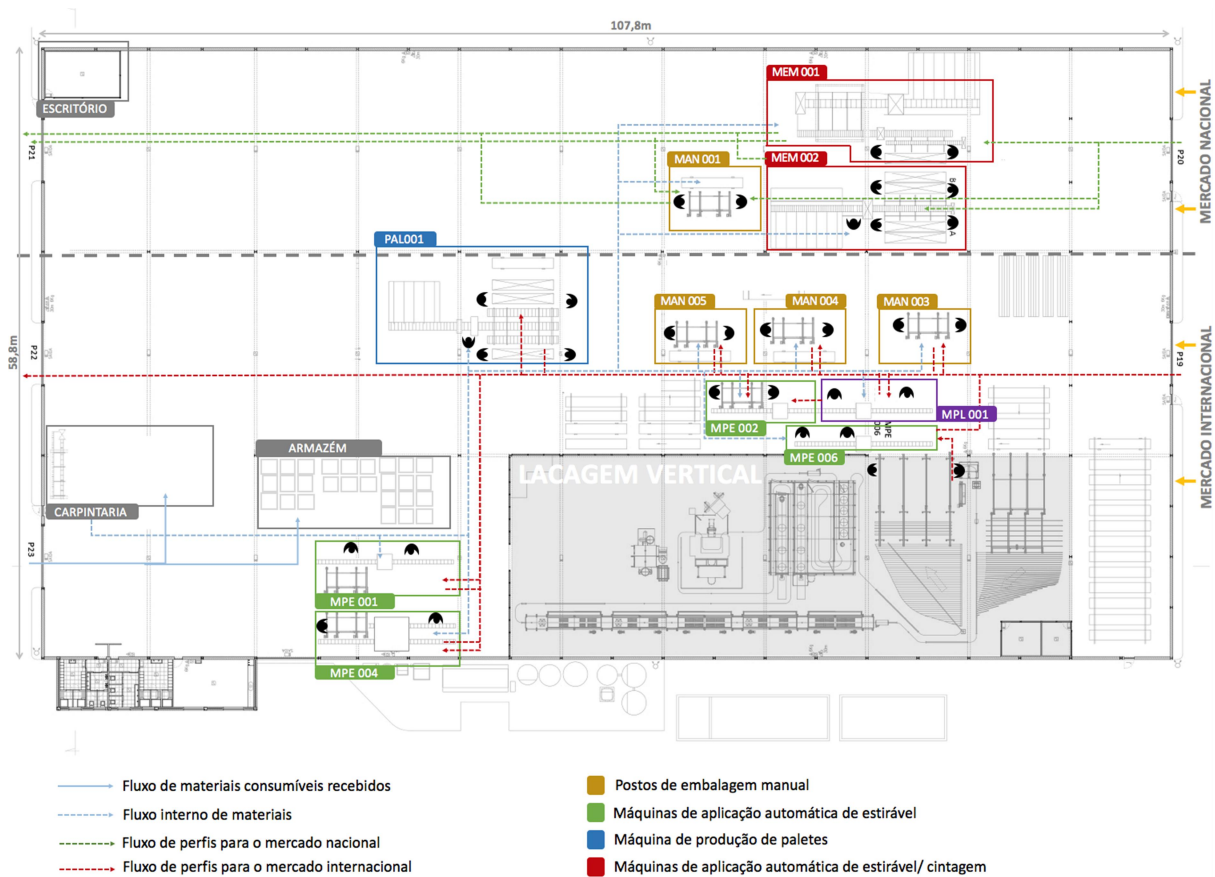 107,8m
MEM 001
ESCRITÓRIO
MERCADO NACIONAL
P21
P20
MAN 001
MEM 002
B
A
PAL001
MAN 005
MAN 004
MAN 003
58,8m
P22
P19
MERCADO INTERNACIONAL
MPL 001
MPE 002
MPE 006
MPE 006
ARMAZÉM
LACAGEM VERTICAL
CARPINTARIA
P23
MPE 001
MPE 004
Fluxo de materiais consumíveis recebidos
Fluxo interno de materiais
Fluxo de perfis para o mercado nacional
Fluxo de perfis para o mercado internacional
Postos de embalagem manual
Máquinas de aplicação automática de estirável
Máquina de produção de paletes
Máquinas de aplicação automática de estirável/ cintagem